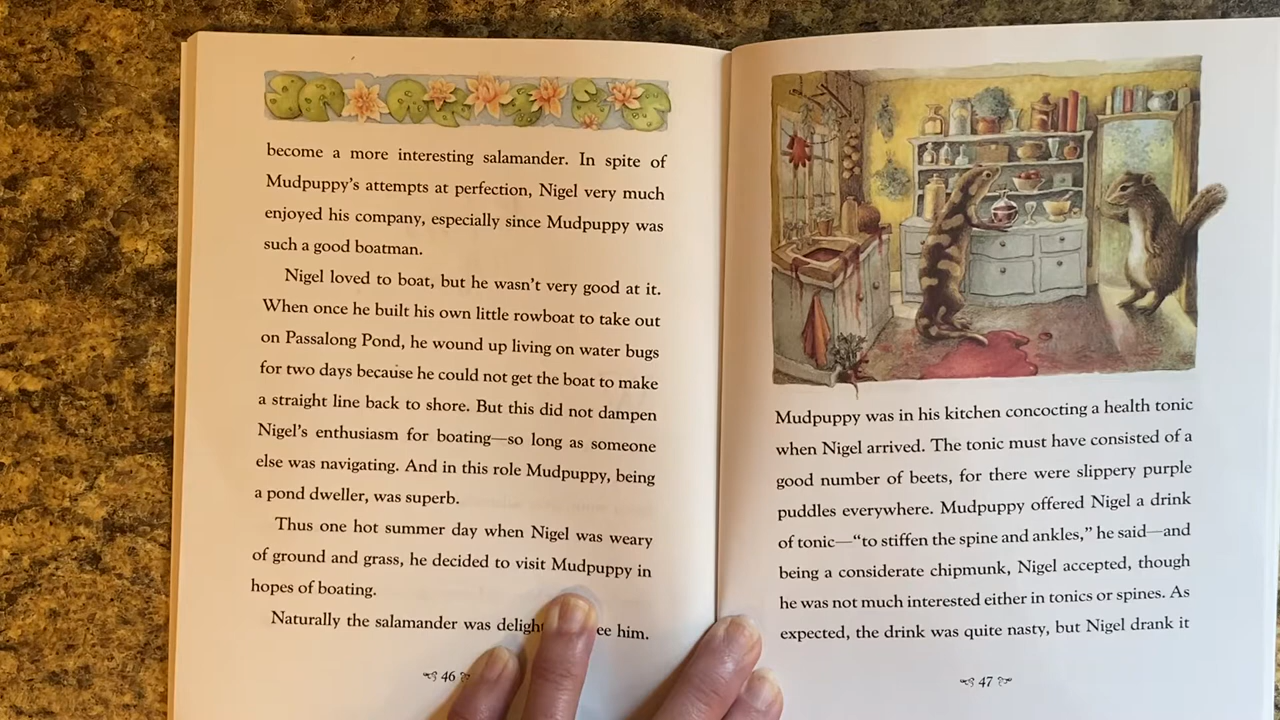 become a more interesting salamander. In spite of
Mudpuppy's attempts at perfection, Nigel very much
enjoyed his company, especially since Mudpuppy was
such a good boatman.
Nigel loved to boat, but he wasn't very good at it.
When once he built his own little rowboat to take out
on Passalong Pond, he wound up living on water bugs
for two days because he could not get the boat to make
a straight line back to shore. But this did not dampen
Nigel's enthusiasm for boating—so long as someone
else was navigating. And in this role Mudpuppy, being
a pond dweller, was superb.
Thus one hot summer day when Nigel was weary
of ground and grass, he decided to visit Mudpuppy in
hopes of boating.
Naturally the salamander was him.
46
Mudpuppy was in his kitchen concocting a health tonic
when Nigel arrived. The tonic must have consisted of a
good number of beets, for there were slippery purple
puddles everywhere. Mudpuppy offered Nigel a drink
of tonic—"to stiffen the spine and ankles," he said—and
being a considerate chipmunk, Nigel accepted, though
he was not much interested either in tonics or spines. As
expected, the drink was quite nasty, but Nigel drank it
47